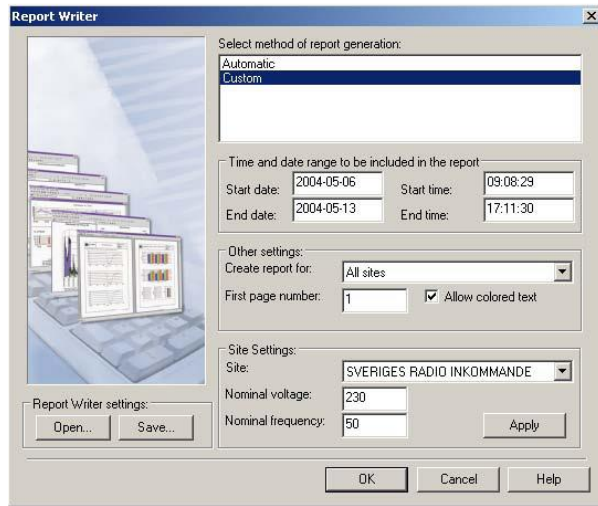 Report Writer
Select method of report generation:
Automatic
Custom
Time and date range to be included in the report
Start date: 2004-05-06 Start time: 09:08:29
End date: 2004-05-13 End time: 17:11:30
Other settings:
Create report for: All sites
First page number: 1 Allow colored text
Site Settings:
Site: SVERIGES RADIO INKOMMANDE
Nominal voltage: 230
Nominal frequency: 50 Apply
Report Writer settings:
Open... Save...
OK Cancel Help